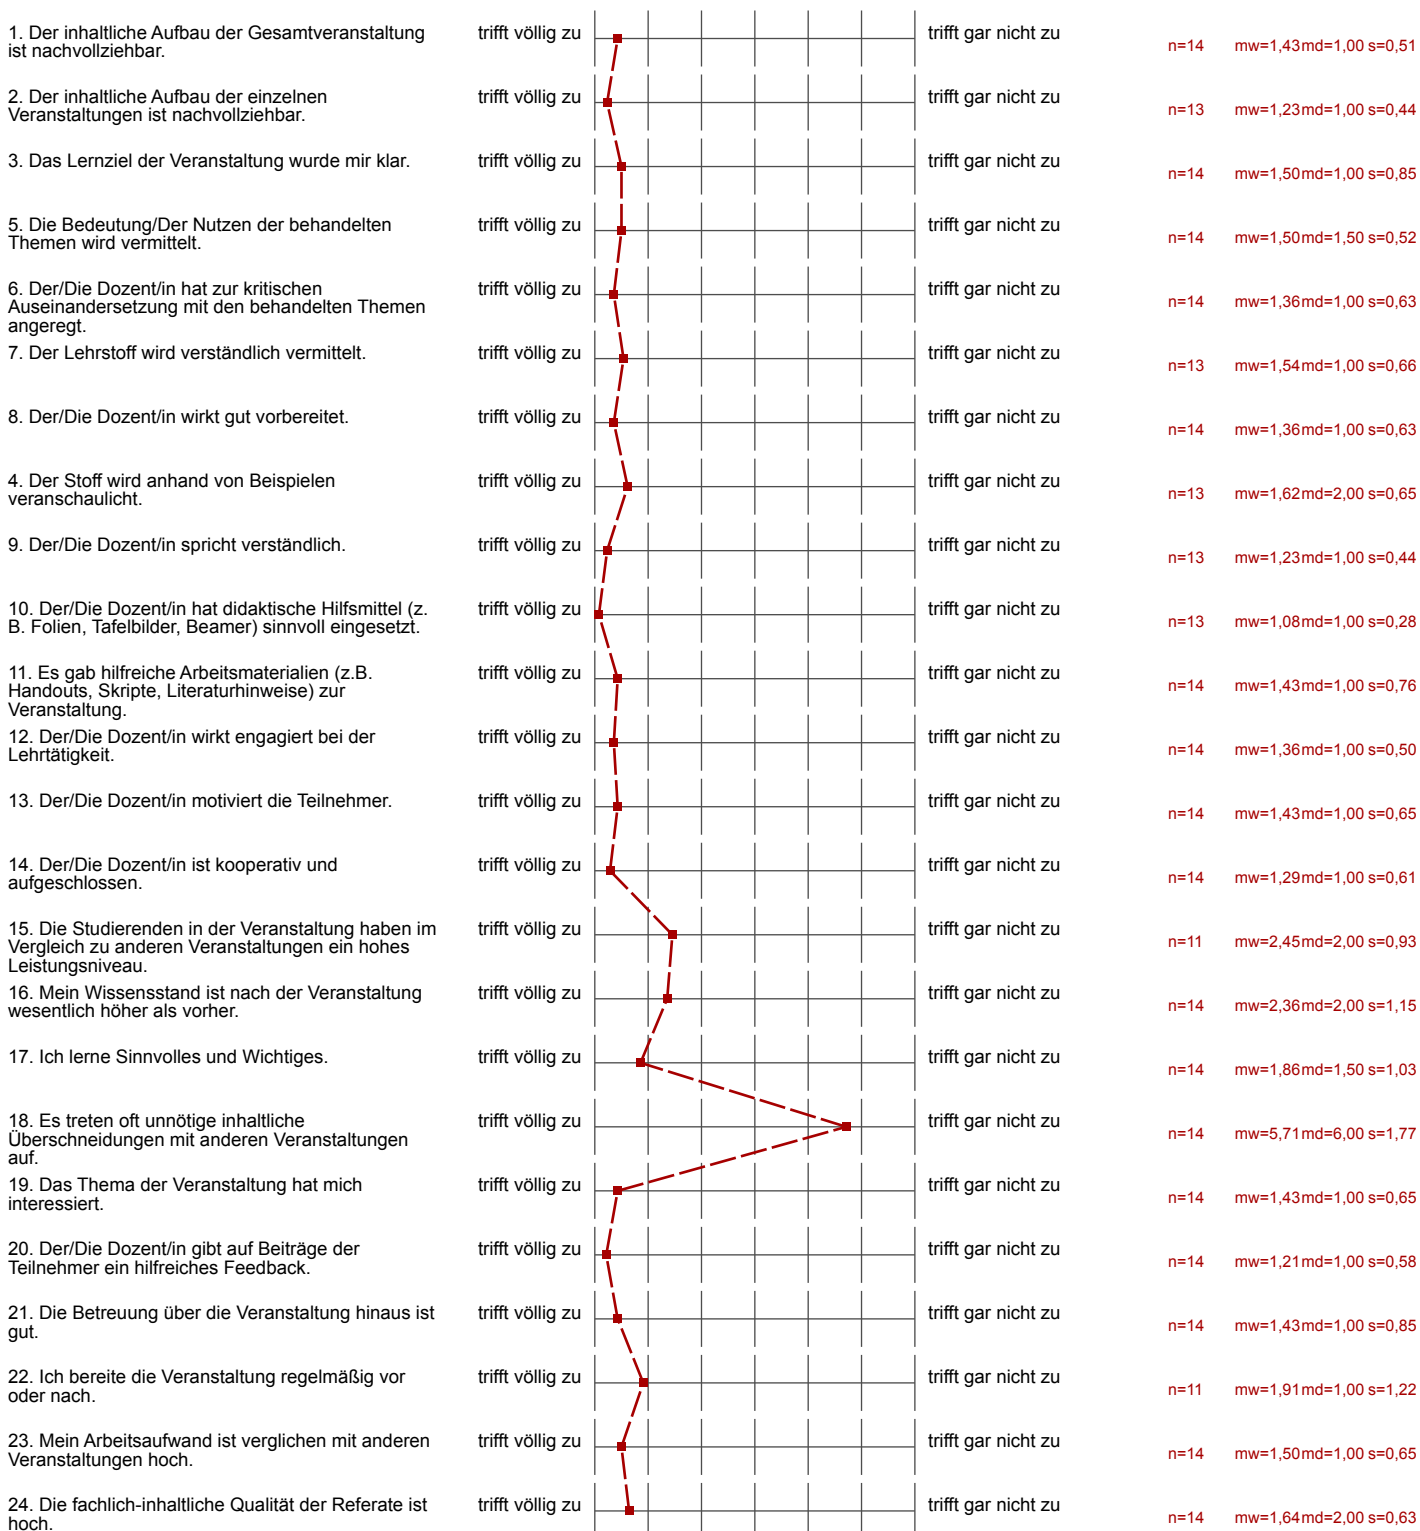 1. Der inhaltliche Aufbau der Gesamtveranstaltung
ist nachvollziehbar.
trifft völlig zu trifft gar nicht zu n=14 mw=1,43 md=1,00 s=0,51
2. Der inhaltliche Aufbau der einzelnen
Veranstaltungen ist nachvollziehbar.
trifft völlig zu trifft gar nicht zu n=13 mw=1,23 md=1,00 s=0,44
3. Das Lernziel der Veranstaltung wurde mir klar.
trifft völlig zu trifft gar nicht zu n=14 mw=1,50 md=1,00 s=0,85
5. Die Bedeutung/Der Nutzen der behandelten
Themen wird vermittelt.
trifft völlig zu trifft gar nicht zu n=14 mw=1,50 md=1,50 s=0,52
6. Der/Die Dozent/in hat zur kritischen
Auseinandersetzung mit den behandelten Themen
angeregt.
trifft völlig zu trifft gar nicht zu n=14 mw=1,36 md=1,00 s=0,63
7. Der Lehrstoff wird verständlich vermittelt.
trifft völlig zu trifft gar nicht zu n=13 mw=1,54 md=1,00 s=0,66
8. Der/Die Dozent/in wirkt gut vorbereitet.
trifft völlig zu trifft gar nicht zu n=14 mw=1,36 md=1,00 s=0,63
4. Der Stoff wird anhand von Beispielen
veranschaulicht.
trifft völlig zu trifft gar nicht zu n=13 mw=1,62 md=2,00 s=0,65
9. Der/Die Dozent/in spricht verständlich.
trifft völlig zu trifft gar nicht zu n=13 mw=1,23 md=1,00 s=0,44
10. Der/Die Dozent/in hat didaktische Hilfsmittel (z.
B. Folien, Tafelbilder, Beamer) sinnvoll eingesetzt.
trifft völlig zu trifft gar nicht zu n=13 mw=1,08 md=1,00 s=0,28
11. Es gab hilfreiche Arbeitsmaterialien (z.B.
Handouts, Skripte, Literaturhinweise) zur
Veranstaltung.
trifft völlig zu trifft gar nicht zu n=14 mw=1,43 md=1,00 s=0,76
12. Der/Die Dozent/in wirkt engagiert bei der
Lehrtätigkeit.
trifft völlig zu trifft gar nicht zu n=14 mw=1,36 md=1,00 s=0,50
13. Der/Die Dozent/in motiviert die Teilnehmer.
trifft völlig zu trifft gar nicht zu n=14 mw=1,43 md=1,00 s=0,65
14. Der/Die Dozent/in ist kooperativ und
aufgeschlossen.
trifft völlig zu trifft gar nicht zu n=14 mw=1,29 md=1,00 s=0,61
15. Die Studierenden in der Veranstaltung haben im
Vergleich zu anderen Veranstaltungen ein hohes
Leistungsniveau.
trifft völlig zu trifft gar nicht zu n=11 mw=2,45 md=2,00 s=0,93
16. Mein Wissensstand ist nach der Veranstaltung
wesentlich höher als vorher.
trifft völlig zu trifft gar nicht zu n=14 mw=2,36 md=2,00 s=1,15
17. Ich lerne Sinnvolles und Wichtiges.
trifft völlig zu trifft gar nicht zu n=14 mw=1,86 md=1,50 s=1,03
18. Es treten oft unnötige inhaltliche
Überschneidungen mit anderen Veranstaltungen
auf.
trifft völlig zu trifft gar nicht zu n=14 mw=5,71 md=6,00 s=1,77
19. Das Thema der Veranstaltung hat mich
interessiert.
trifft völlig zu trifft gar nicht zu n=14 mw=1,43 md=1,00 s=0,65
20. Der/Die Dozent/in gibt auf Beiträge der
Teilnehmer ein hilfreiches Feedback.
trifft völlig zu trifft gar nicht zu n=14 mw=1,21 md=1,00 s=0,58
21. Die Betreuung über die Veranstaltung hinaus ist
gut.
trifft völlig zu trifft gar nicht zu n=14 mw=1,43 md=1,00 s=0,85
22. Ich bereite die Veranstaltung regelmäßig vor
oder nach.
trifft völlig zu trifft gar nicht zu n=11 mw=1,91 md=1,00 s=1,22
23. Mein Arbeitsaufwand ist verglichen mit anderen
Veranstaltungen hoch.
trifft völlig zu trifft gar nicht zu n=14 mw=1,50 md=1,00 s=0,65
24. Die fachlich-inhaltliche Qualität der Referate ist
hoch.
trifft völlig zu trifft gar nicht zu n=14 mw=1,64 md=2,00 s=0,63